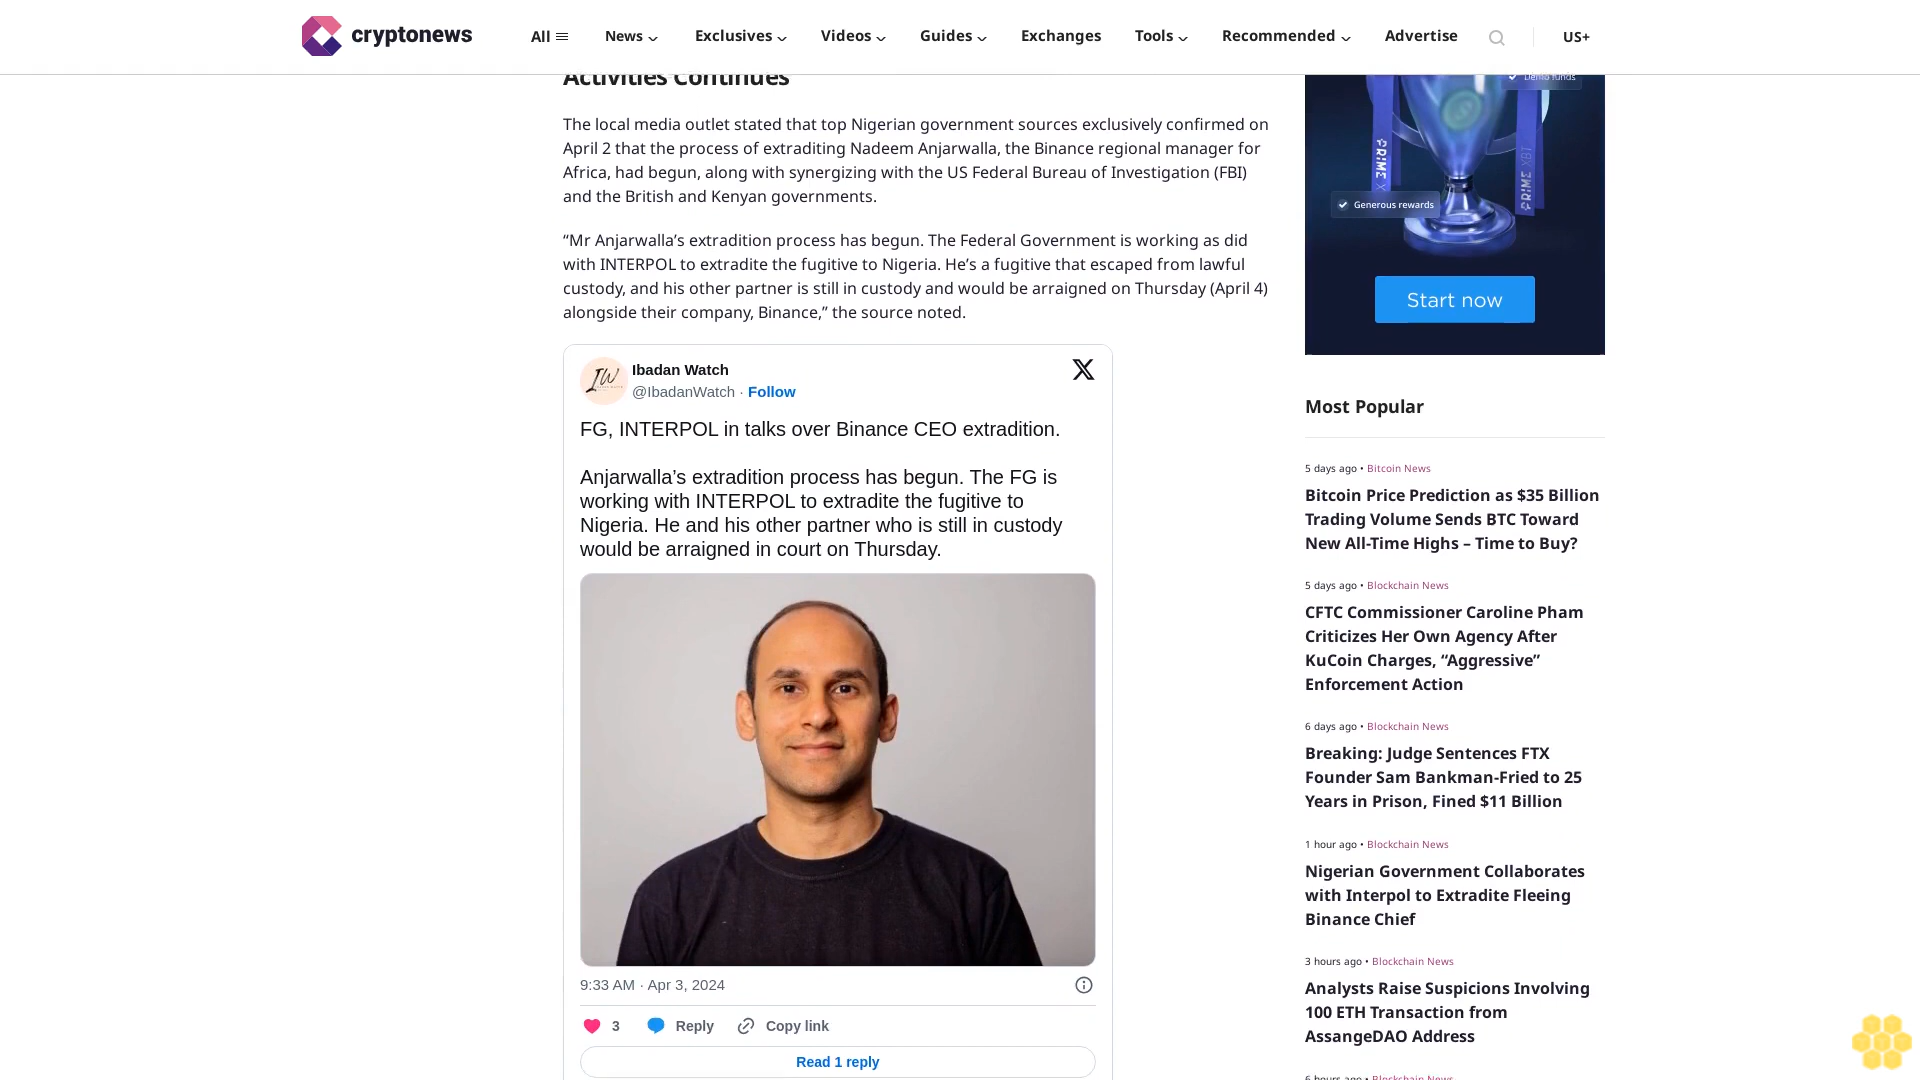 cryptonews
All
News
Exclusives
Videos
Guides
Exchanges
Tools
Recommended
Advertise
US+
Activities Continues
The local media outlet stated that top Nigerian government sources exclusively confirmed on
April 2 that the process of extraditing Nadeem Anjarwalla, the Binance regional manager for
Africa, had begun, along with synergizing with the US Federal Bureau of Investigation (FBI)
and the British and Kenyan governments.
“Mr Anjarwalla’s extradition process has begun. The Federal Government is working as did
with INTERPOL to extradite the fugitive to Nigeria. He’s a fugitive that escaped from lawful
custody, and his other partner is still in custody and would be arraigned on Thursday (April 4)
alongside their company, Binance,” the source noted.
IW
Ibadan Watch
@IbadanWatch · Follow
FG, INTERPOL in talks over Binance CEO extradition.
Anjarwalla’s extradition process has begun. The FG is
working with INTERPOL to extradite the fugitive to
Nigeria. He and his other partner who is still in custody
would be arraigned in court on Thursday.
9:33 AM · Apr 3, 2024
3
Reply
Copy link
Read 1 reply
Demo funds
PRIME X
PRIME XBT
Generous rewards
Start now
Most Popular
5 days ago • Bitcoin News
Bitcoin Price Prediction as $35 Billion
Trading Volume Sends BTC Toward
New All-Time Highs – Time to Buy?
5 days ago • Blockchain News
CFTC Commissioner Caroline Pham
Criticizes Her Own Agency After
KuCoin Charges, “Aggressive”
Enforcement Action
6 days ago • Blockchain News
Breaking: Judge Sentences FTX
Founder Sam Bankman-Fried to 25
Years in Prison, Fined $11 Billion
1 hour ago • Blockchain News
Nigerian Government Collaborates
with Interpol to Extradite Fleeing
Binance Chief
3 hours ago • Blockchain News
Analysts Raise Suspicions Involving
100 ETH Transaction from
AssangeDAO Address
6 hours ago • Blockchain News